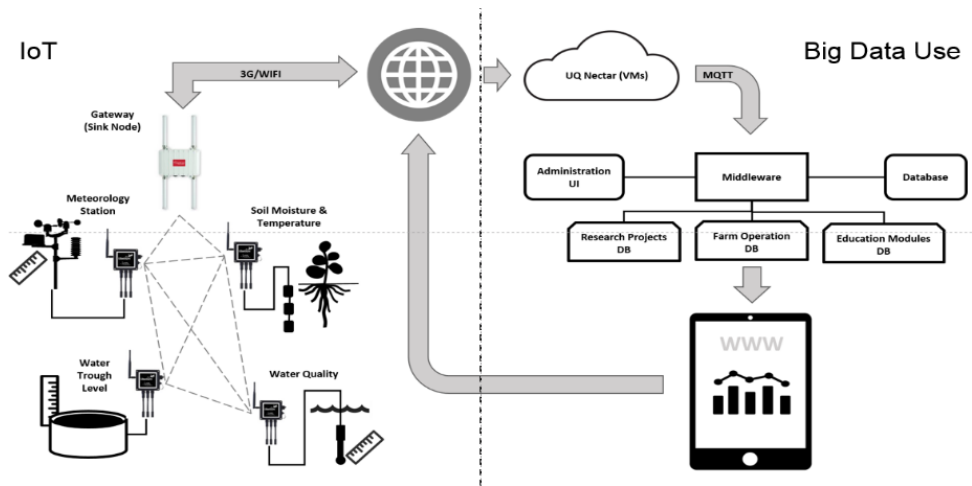 IoT
Big Data Use
3G/WIFI
UQ Nectar (VMs)
MQTT
Gateway
(Sink Node)
Administration
UI
Middleware
Database
Meteorology
Station
Soil Moisture &
Temperature
Research Projects
DB
Farm Operation
DB
Education Modules
DB
WWW
Water
Trough
Level
Water Quality